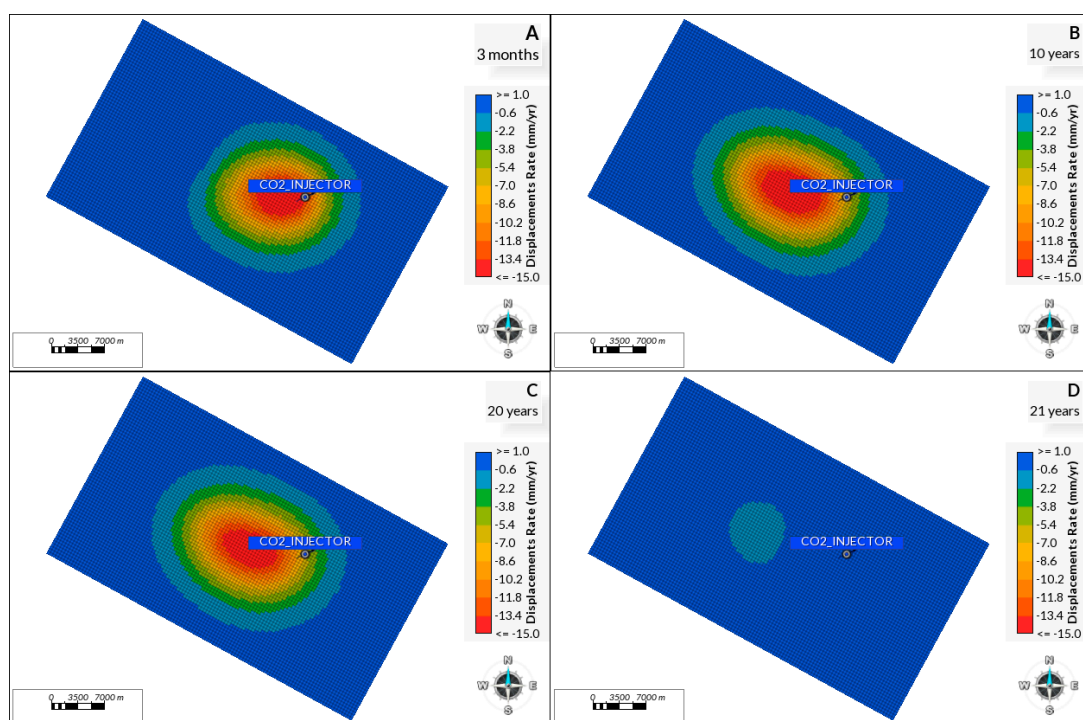 A
3 months
>= 1.0
-0.6
-2.2
-3.8
-5.4
-7.0
-8.6
-10.2
-11.8
-13.4
<= -15.0
Displacements Rate (mm/yr)
CO2_INJECTOR
N
W E
S
0 3500 7000 m
B
10 years
>= 1.0
-0.6
-2.2
-3.8
-5.4
-7.0
-8.6
-10.2
-11.8
-13.4
<= -15.0
Displacements Rate (mm/yr)
CO2_INJECTOR
N
W E
S
0 3500 7000 m
C
20 years
>= 1.0
-0.6
-2.2
-3.8
-5.4
-7.0
-8.6
-10.2
-11.8
-13.4
<= -15.0
Displacements Rate (mm/yr)
CO2_INJECTOR
N
W E
S
0 3500 7000 m
D
21 years
>= 1.0
-0.6
-2.2
-3.8
-5.4
-7.0
-8.6
-10.2
-11.8
-13.4
<= -15.0
Displacements Rate (mm/yr)
CO2_INJECTOR
N
W E
S
0 3500 7000 m